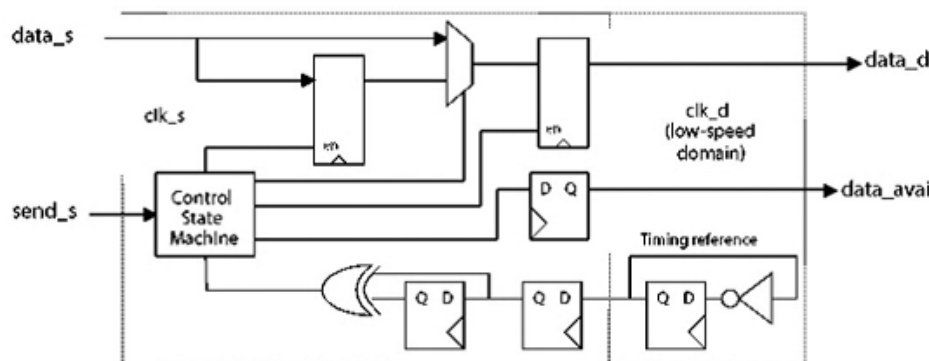 data_s
data_d
clk_s
en
en
clk_d
(low-speed
domain)
Control
State
Machine
send_s
D Q
data_avai
Timing reference
Q D
Q D
Q D